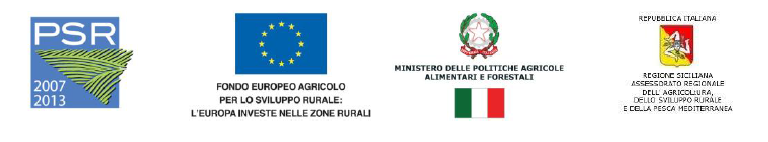 PSR
2007
2013
FONDO EUROPEO AGRICOLO
PER LO SVILUPPO RURALE:
L'EUROPA INVESTE NELLE ZONE RURALI
MINISTERO DELLE POLITICHE AGRICOLE
ALIMENTARI E FORESTALI
REPUBBLICA ITALIANA
REGIONE SICILIANA
ASSESSORATO REGIONALE
DELL' AGRICOLTURA,
DELLO SVILUPPO RURALE
E DELLA PESCA MEDITERRANEA